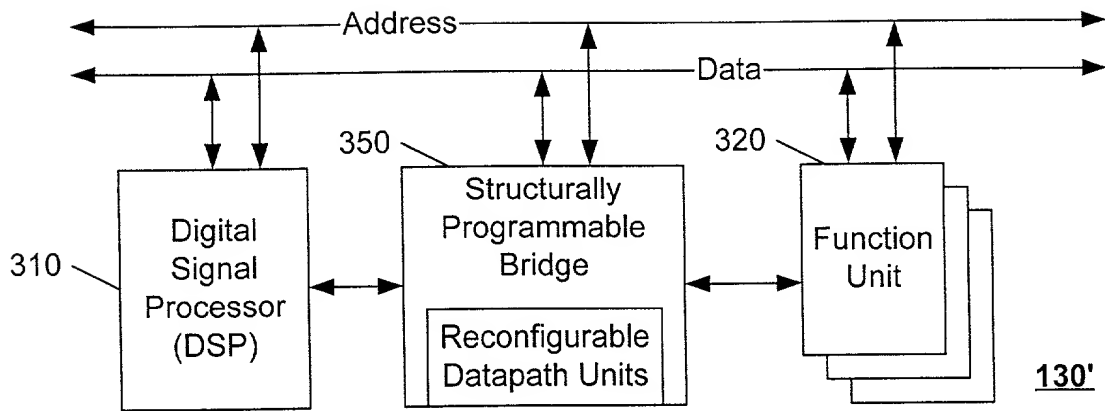 Address
Data
350
320
310
Digital
Signal
Processor
(DSP)
Structurally
Programmable
Bridge
Reconfigurable
Datapath Units
Function
Unit
130'